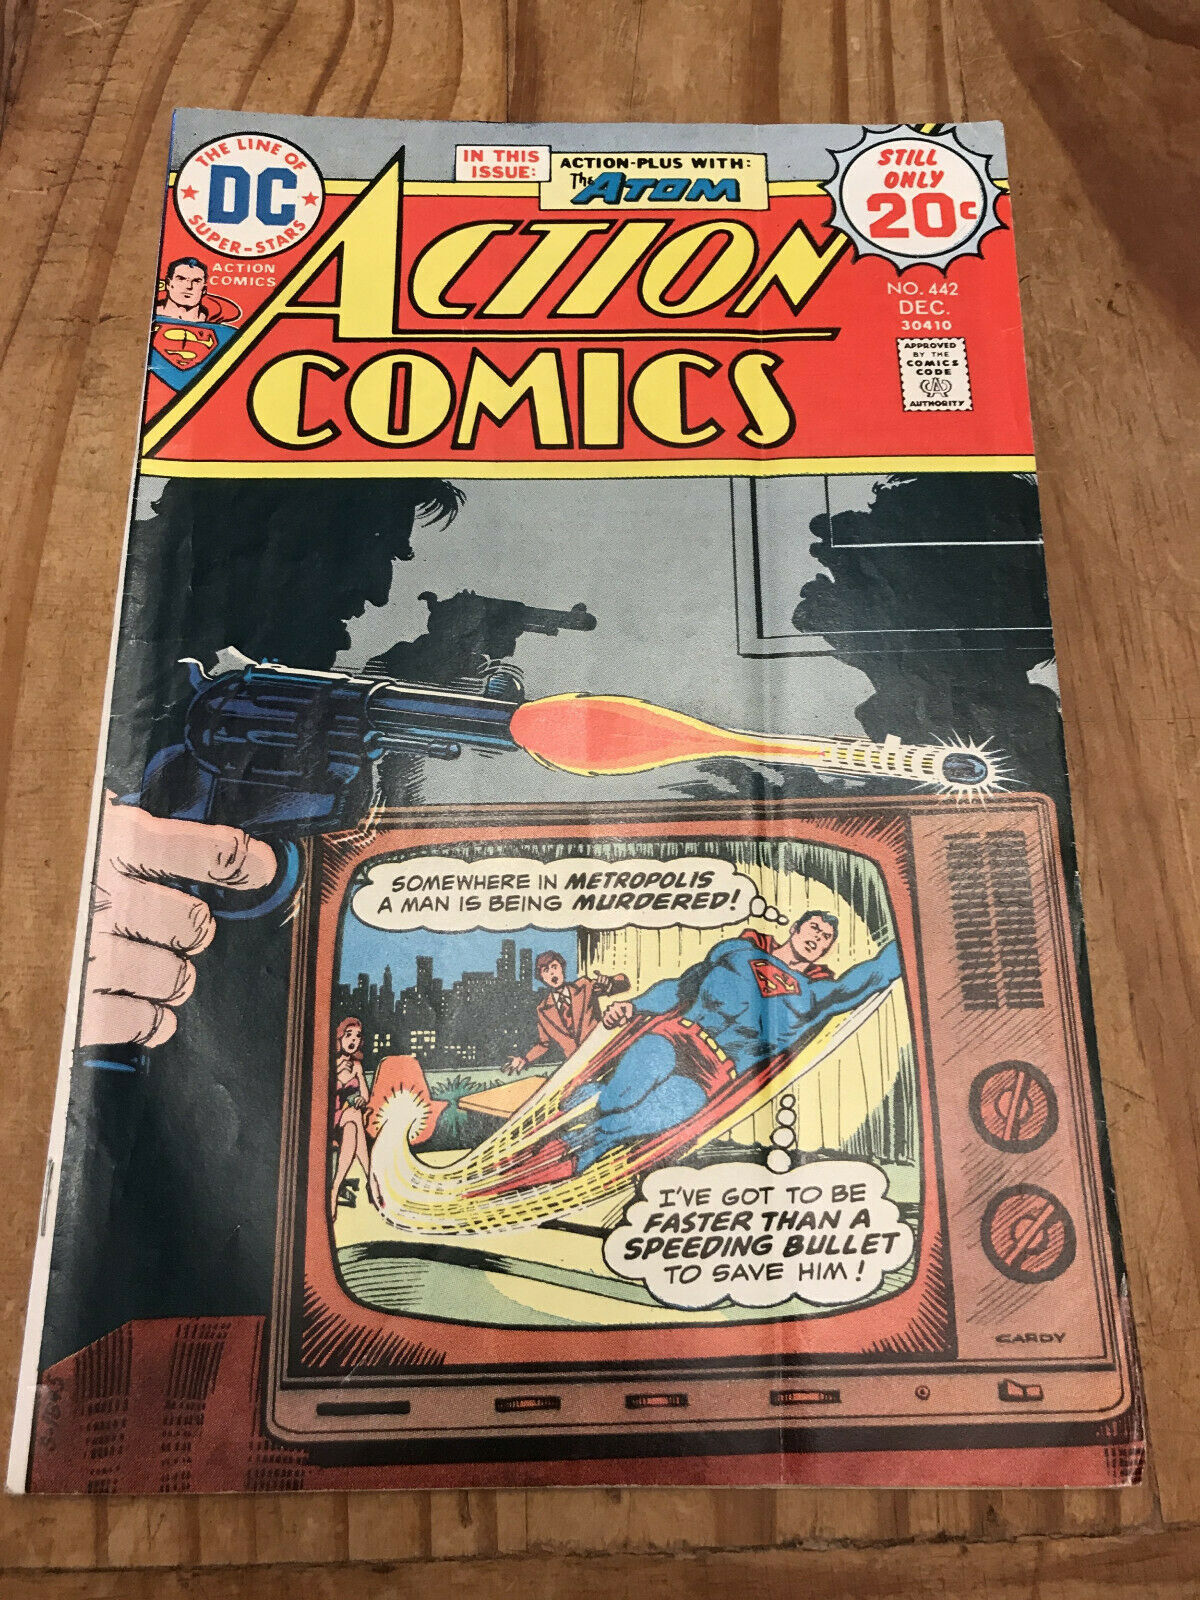 THE LINE OF
DC
SUPER-STARS
IN THIS
ISSUE:
ACTION-PLUS WITH:
The ATOM
STILL
ONLY
20¢
ACTION
COMICS
ACTION
COMICS
NO. 442
DEC.
30410
APPROVED
BY THE
COMICS
CODE
CA
AUTHORITY
SOMEWHERE IN METROPOLIS
A MAN IS BEING MURDERED!
I'VE GOT TO BE
FASTER THAN A
SPEEDING BULLET
TO SAVE HIM!
CARDY